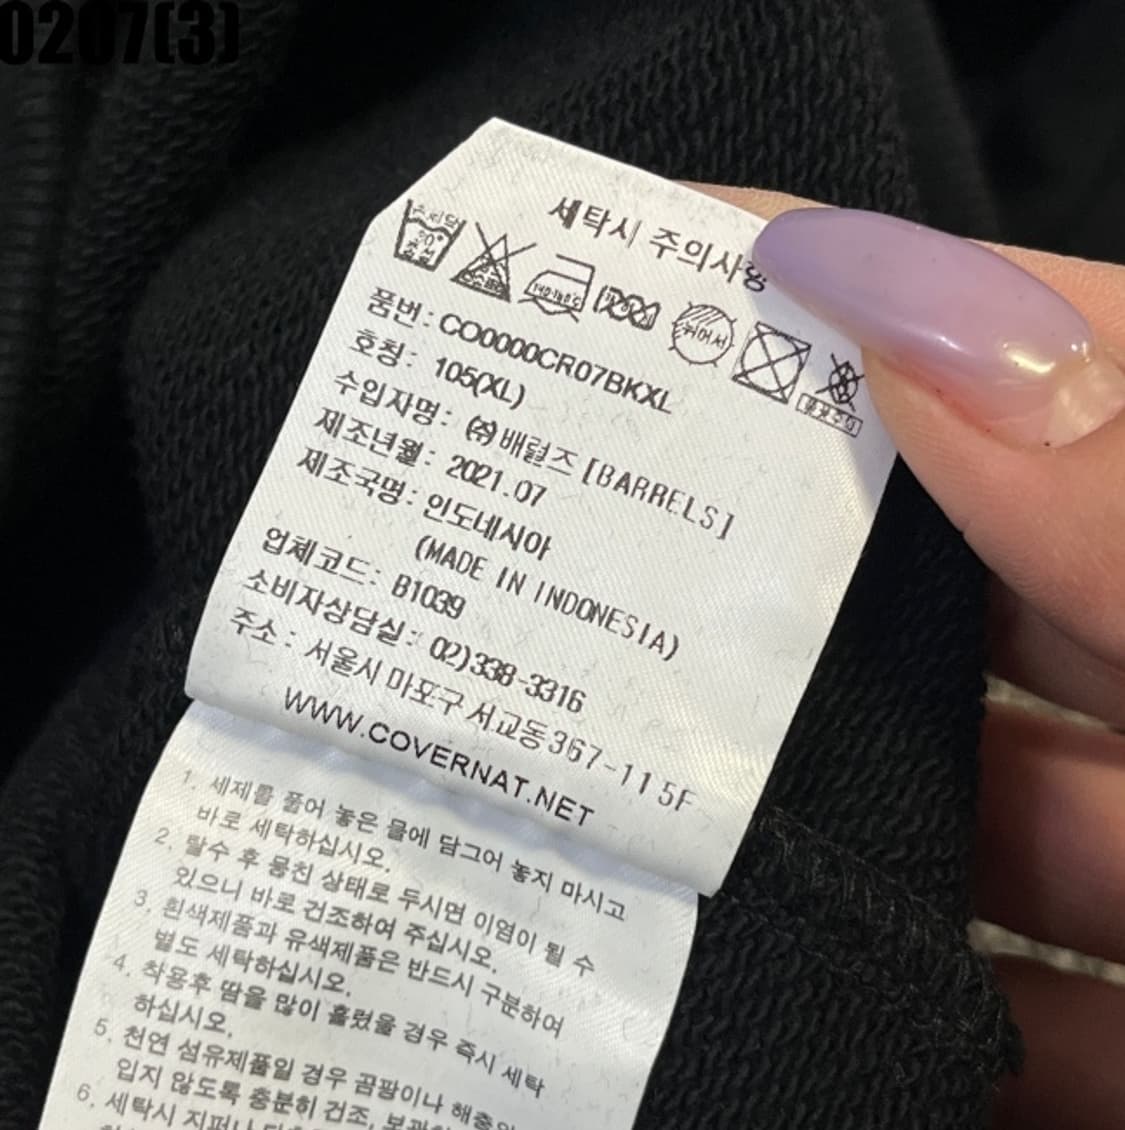 0207(3)
세탁시 주의사항
품번: CO0000CR07BKXL
호칭: 105(XL)
수입자명: ㈜배럴즈 [BARRELS]
제조년월: 2021.07
제조국명: 인도네시아
(MADE IN INDONESIA)
업체코드: B1039
소비자상담실: 02)338-3316
주소: 서울시 마포구 서교동367-11 5F
WWW.COVERNAT.NET
1. 세제를 풀어 놓은 물에 담그어 놓지 마시고
바로 세탁하십시오.
2. 탈수 후 뭉친 상태로 두시면 이염이 될 수
있으니 바로 건조하여 주십시오.
3. 흰색제품과 유색제품은 반드시 구분하여
별도 세탁하십시오.
4. 착용후 땀을 많이 흘렸을 경우 즉시 세탁
하십시오.
5. 천연 섬유제품일 경우 곰팡이나
입지 않도록 충분히 건조,
6. 세탁시